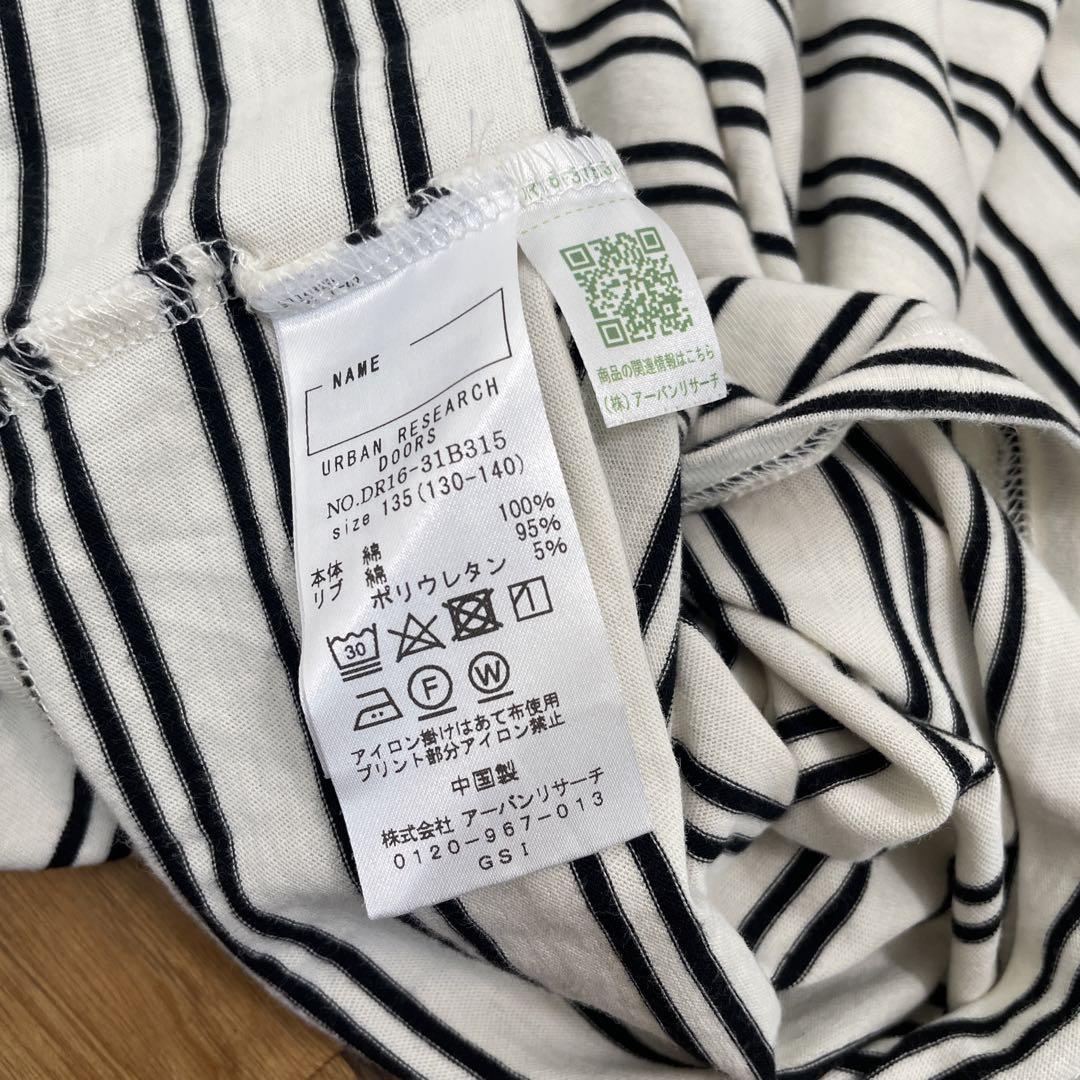 NAME
URBAN RESEARCH
DOORS
NO.DR16-31B315
size 135(130-140)
本体 綿 100%
リブ 綿 95%
ポリウレタン 5%
30
1
F
W
アイロン掛けはあて布使用
プリント部分アイロン禁止
中国製
株式会社 アーバンリサーチ
0120-967-013
GSI
商品の関連情報はこちら
(株)アーバンリサーチ